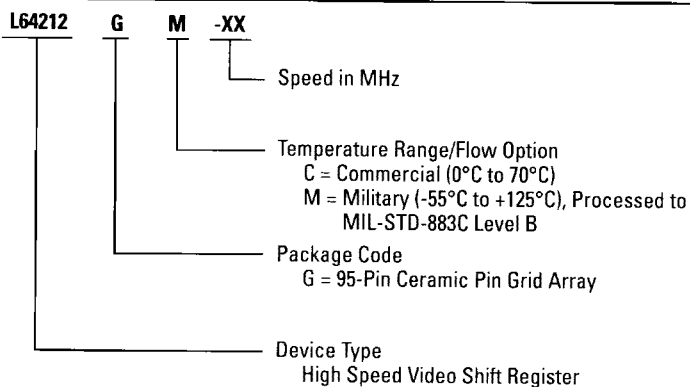 L64212 G M -XX
Speed in MHz
Temperature Range/Flow Option
C = Commercial (0°C to 70°C)
M = Military (-55°C to +125°C), Processed to
MIL-STD-883C Level B
Package Code
G = 95-Pin Ceramic Pin Grid Array
Device Type
High Speed Video Shift Register